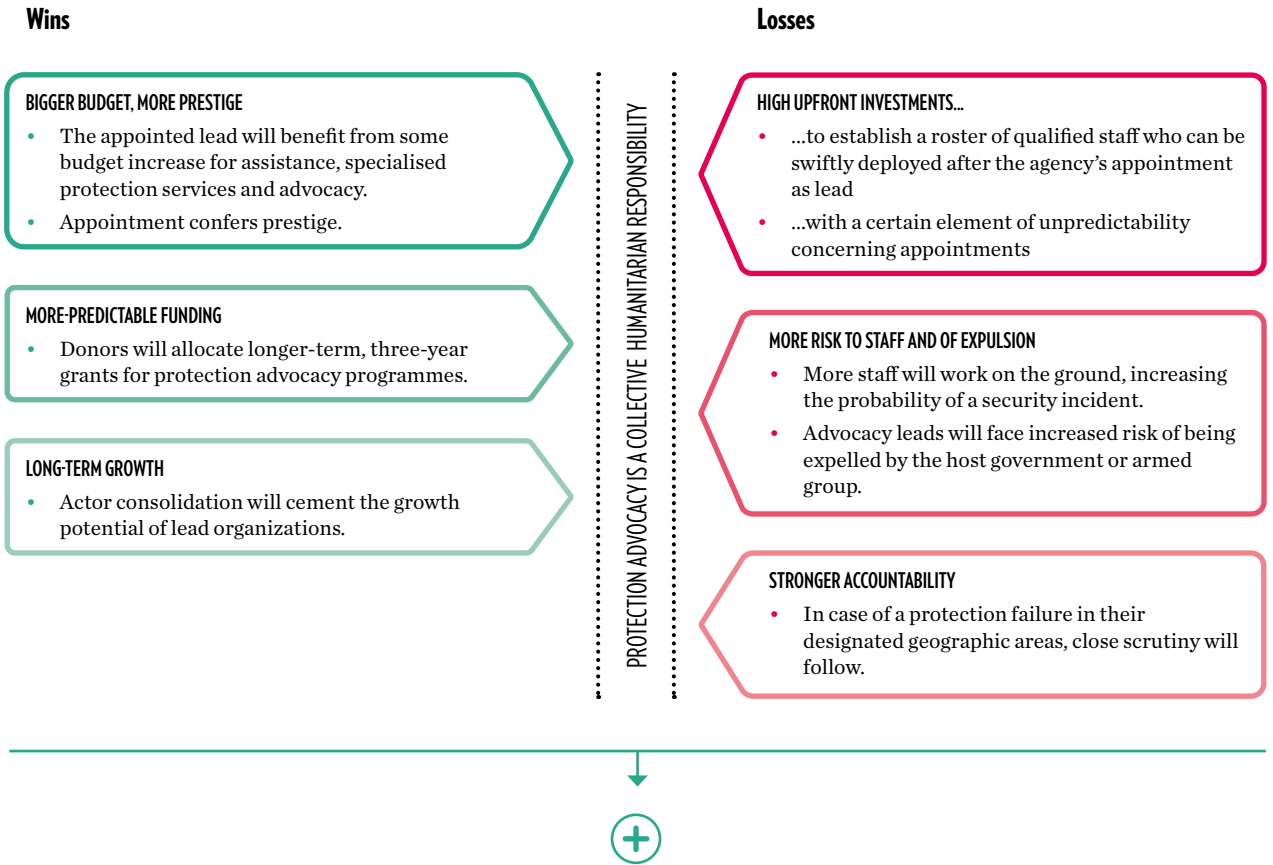 Wins
BIGGER BUDGET, MORE PRESTIGE
• The appointed lead will benefit from some
budget increase for assistance, specialised
protection services and advocacy.
• Appointment confers prestige.
MORE-PREDICTABLE FUNDING
• Donors will allocate longer-term, three-year
grants for protection advocacy programmes.
LONG-TERM GROWTH
• Actor consolidation will cement the growth
potential of lead organizations.
PROTECTION ADVOCACY IS A COLLECTIVE HUMANITARIAN RESPONSIBILITY
Losses
HIGH UPFRONT INVESTMENTS...
• ...to establish a roster of qualified staff who can be
swiftly deployed after the agency’s appointment
as lead
• ...with a certain element of unpredictability
concerning appointments
MORE RISK TO STAFF AND OF EXPULSION
• More staff will work on the ground, increasing
the probability of a security incident.
• Advocacy leads will face increased risk of being
expelled by the host government or armed
group.
STRONGER ACCOUNTABILITY
• In case of a protection failure in their
designated geographic areas, close scrutiny will
follow.